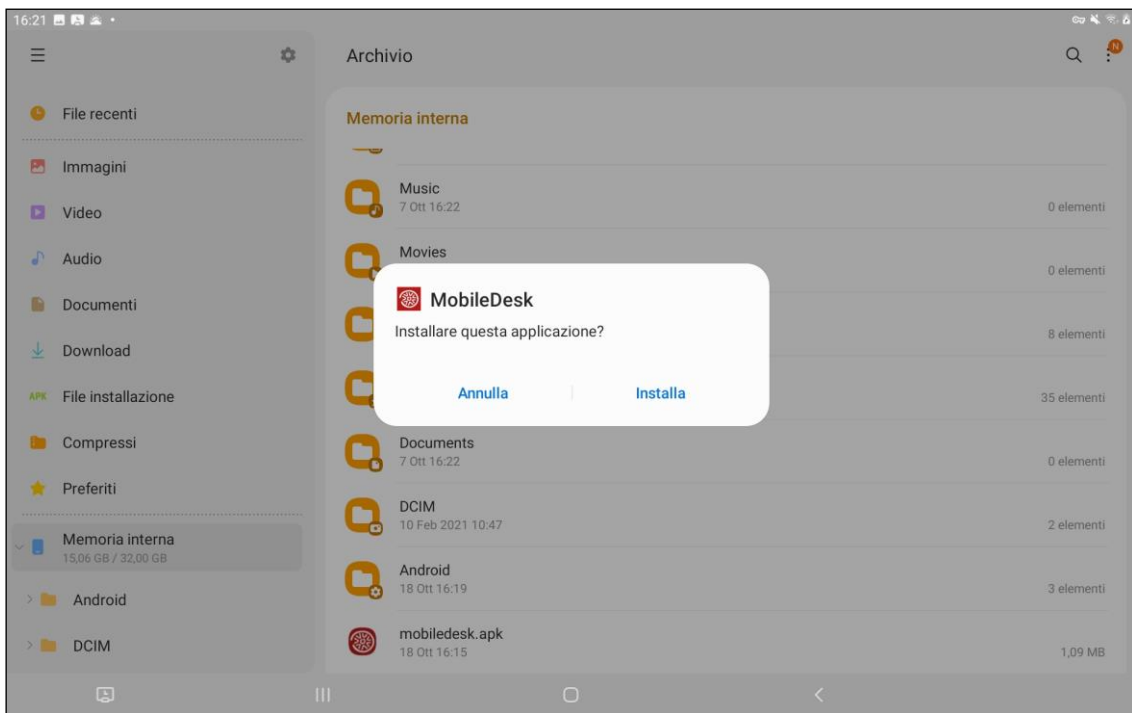 16:21
Archivio
N
File recenti
Immagini
Video
Audio
Documenti
Download
APK File installazione
Compressi
Preferiti
Memoria interna
15,06 GB / 32,00 GB
Android
DCIM
Memoria interna
Music
7 Ott 16:22
0 elementi
Movies
0 elementi
8 elementi
35 elementi
Documents
7 Ott 16:22
0 elementi
DCIM
10 Feb 2021 10:47
2 elementi
Android
18 Ott 16:19
3 elementi
mobiledesk.apk
18 Ott 16:15
1,09 MB
MobileDesk
Installare questa applicazione?
Annulla
Installa